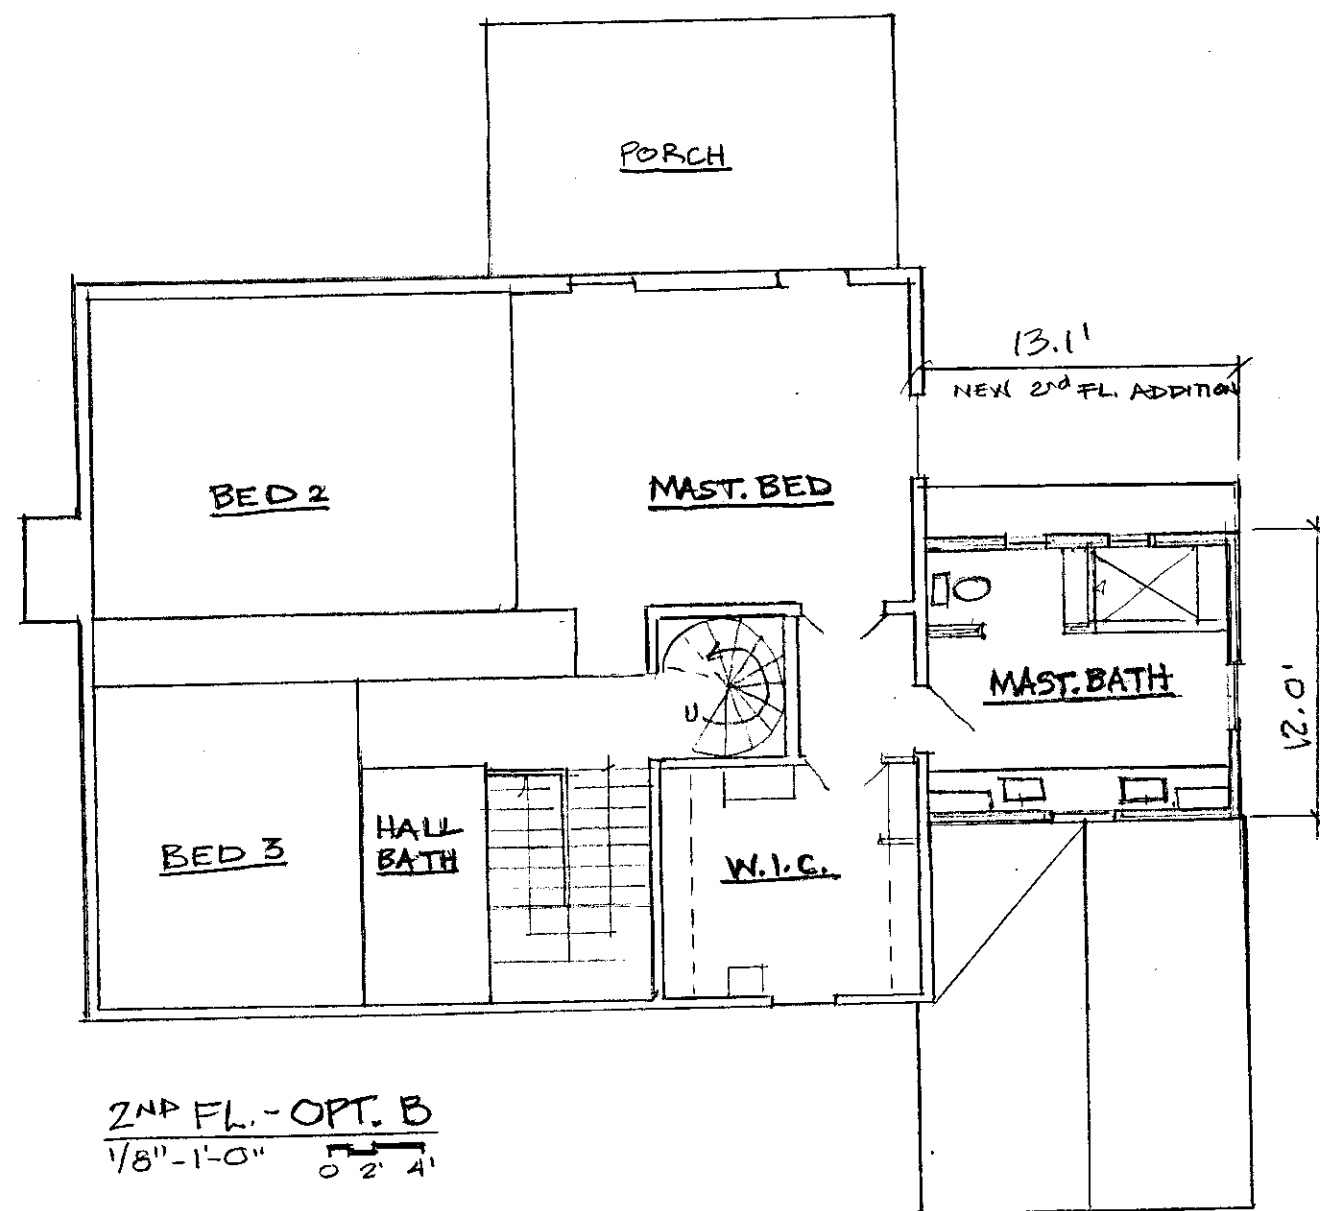 PORCH
13.1'
NEW 2nd FL. ADDITION
BED 2
MAST. BED
MAST. BATH
12.0'
U
HALL
BATH
BED 3
W.I.C.
2ND FL. - OPT. B
1/8" - 1'-0"
0 2' 4'